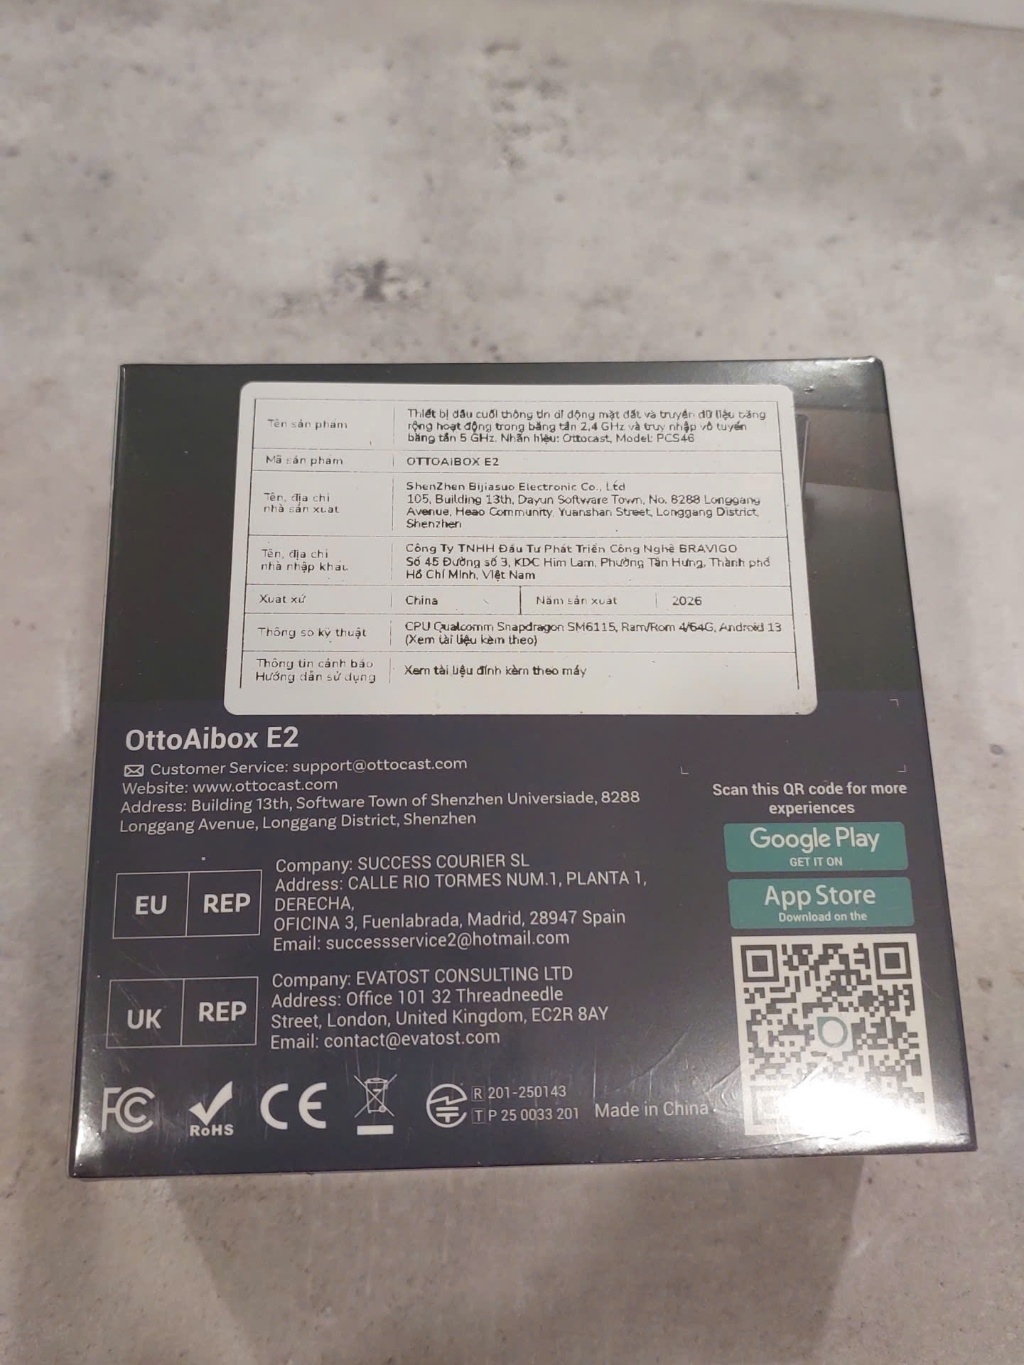 Tên sản phẩm
Thiết bị đầu cuối thông tin di động mặt đất và truyền dữ liệu băng
rộng hoạt động trong băng tần 2,4 GHz và truy nhập vô tuyến
băng tần 5 GHz. Nhãn hiệu: Ottocast, Model: PCS46
Mã sản phẩm
OTTOAIBOX E2
Tên, địa chỉ
nhà sản xuất
ShenZhen Bijiasuo Electronic Co., Ltd
105, Building 13th, Dayun Software Town, No. 8288 Longgang
Avenue, Heao Community, Yuanshan Street, Longgang District,
Shenzhen
Tên, địa chỉ
nhà nhập khẩu
Công Ty TNHH Đầu Tư Phát Triển Công Nghệ BRAVIGO
Số 45 Đường số 3, KDC Him Lam, Phường Tân Hưng, Thành phố
Hồ Chí Minh, Việt Nam
Xuất xứ
China
Năm sản xuất
2026
Thông số kỹ thuật
CPU Qualcomm Snapdragon SM6115, Ram/Rom 4/64G, Android 13
(Xem tài liệu kèm theo)
Thông tin cảnh báo
Hướng dẫn sử dụng
Xem tài liệu đính kèm theo máy
OttoAibox E2
Customer Service: support@ottocast.com
Website: www.ottocast.com
Address: Building 13th, Software Town of Shenzhen Universiade, 8288
Longgang Avenue, Longgang District, Shenzhen
Scan this QR code for more
experiences
Google Play
GET IT ON
App Store
Download on the
EU REP
Company: SUCCESS COURIER SL
Address: CALLE RIO TORMES NUM.1, PLANTA 1,
DERECHA,
OFICINA 3, Fuenlabrada, Madrid, 28947 Spain
Email: successservice2@hotmail.com
UK REP
Company: EVATOST CONSULTING LTD
Address: Office 101 32 Threadneedle
Street, London, United Kingdom, EC2R 8AY
Email: contact@evatost.com
FC
RoHS
CE
R 201-250143
T P 25 0033 201
Made in China